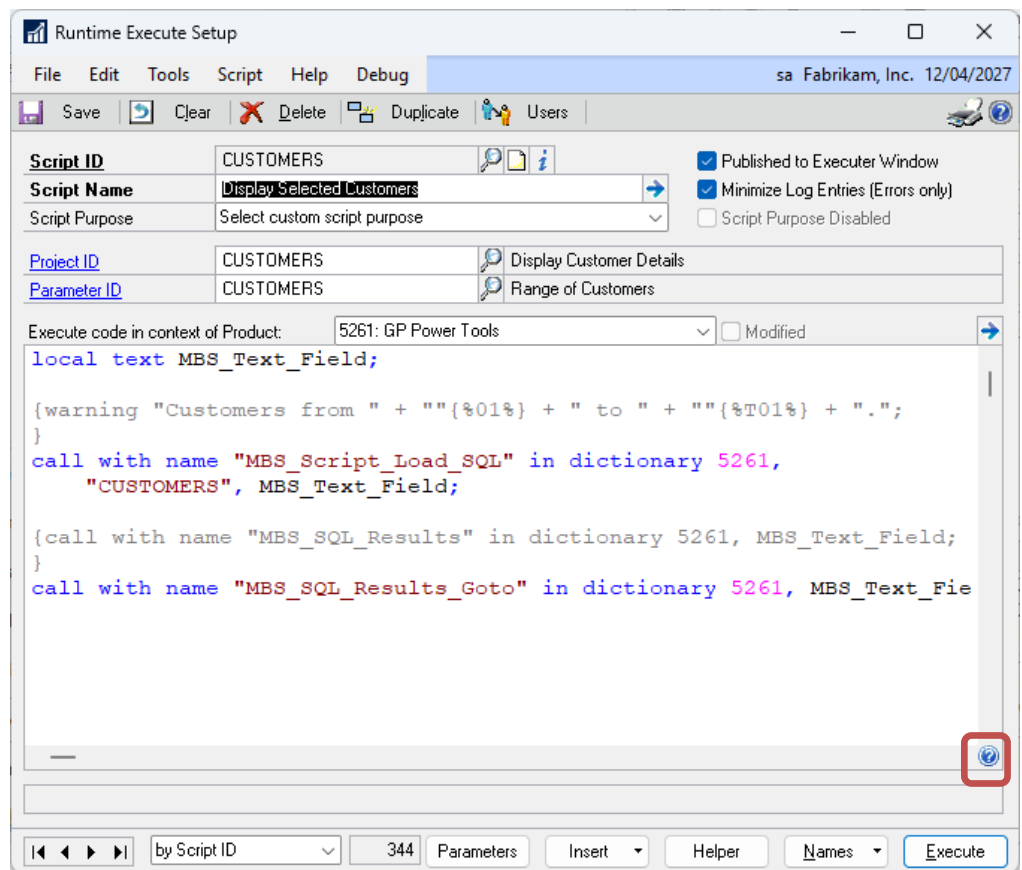 Runtime Execute Setup
File Edit Tools Script Help Debug sa Fabrikam, Inc. 12/04/2027
Save Clear Delete Duplicate Users
Script ID CUSTOMERS Published to Executer Window
Script Name Display Selected Customers Minimize Log Entries (Errors only)
Script Purpose Select custom script purpose Script Purpose Disabled
Project ID CUSTOMERS Display Customer Details
Parameter ID CUSTOMERS Range of Customers
Execute code in context of Product: 5261: GP Power Tools Modified
local text MBS_Text_Field;
{warning "Customers from " + ""{%01%} + " to " + ""{%T01%} + ".";
}
call with name "MBS_Script_Load_SQL" in dictionary 5261,
"CUSTOMERS", MBS_Text_Field;
{call with name "MBS_SQL_Results" in dictionary 5261, MBS_Text_Field;
}
call with name "MBS_SQL_Results_Goto" in dictionary 5261, MBS_Text_Fie
by Script ID 344 Parameters Insert Helper Names Execute